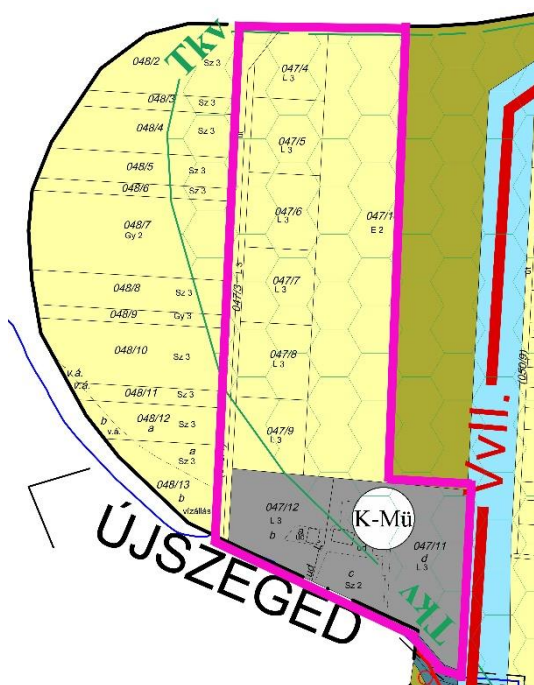 Tkv
048/2
Sz 3
048/3
Sz 3
048/4
Sz 3
048/5
Sz 3
048/6
Sz 3
048/7
Gy 2
048/8
Sz 3
048/9
Gy 3
048/10
Sz 3
v.á.
v.á.
048/11
Sz 3
048/12
a
Sz 3
b
v.á.
a
Sz 3
048/13
b
vízállás
047/3
047/4
L 3
047/5
L 3
047/6
L 3
047/7
L 3
047/8
L 3
047/9
L 3
047/1
E 2
047/12
L 3
b
a
ud
c
Sz 2
K-Mü
047/11
d
L 3
Tkv
ÚJSZEGED
Vvll.
(050/9)